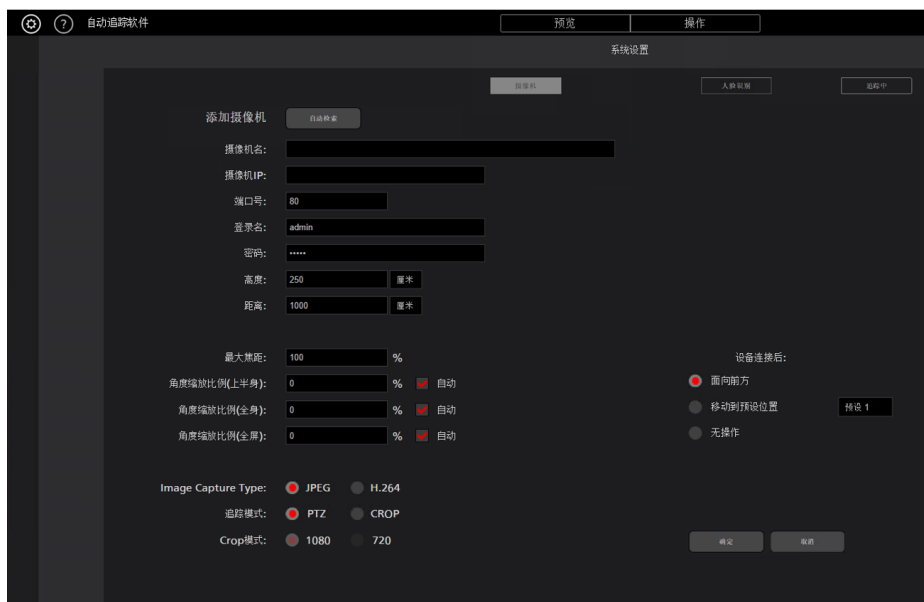 ? 自动追踪软件 预览 操作
系统设置
摄像机 人脸识别 追踪中
添加摄像机 自动检索
摄像机名:
摄像机IP:
端口号: 80
登录名: admin
密码: •••••
高度: 250 厘米
距离: 1000 厘米
最大焦距: 100 % 设备连接后:
角度缩放比例(上半身): 0 % 自动 面向前方
角度缩放比例(全身): 0 % 自动 移动到预设位置 预设 1
角度缩放比例(全屏): 0 % 自动 无操作
Image Capture Type: JPEG H.264
追踪模式: PTZ CROP
Crop模式: 1080 720 确定 取消